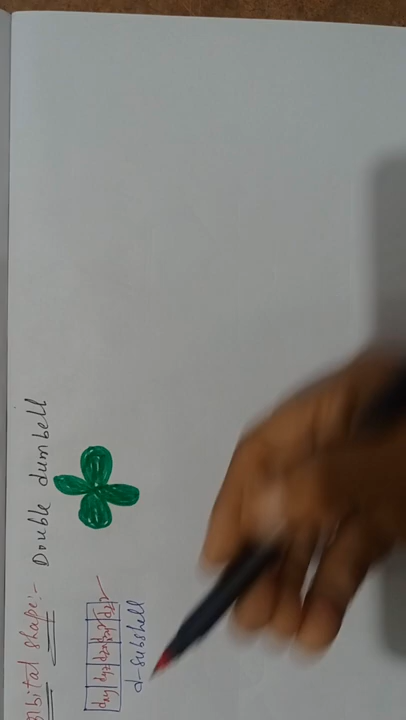 orbital shape:- Double dumbell
dxy dyz dzx dx²-y² dz²
d-subshell